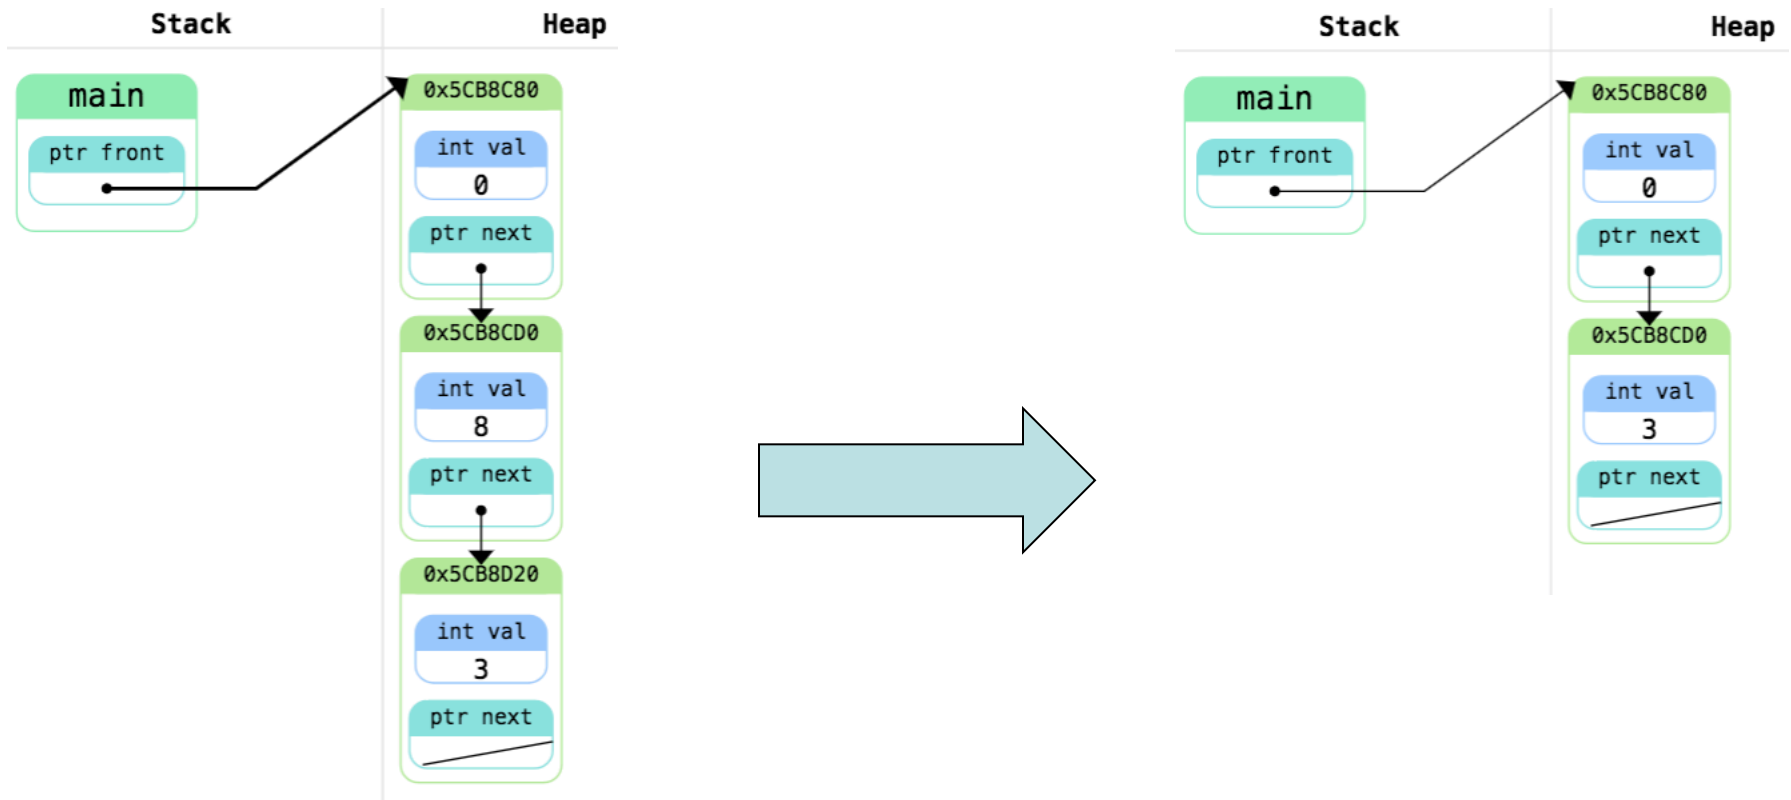 Stack
Heap
main
ptr front
0x5CB8C80
int val
0
ptr next
0x5CB8CD0
int val
8
ptr next
0x5CB8D20
int val
3
ptr next
Stack
Heap
main
ptr front
0x5CB8C80
int val
0
ptr next
0x5CB8CD0
int val
3
ptr next